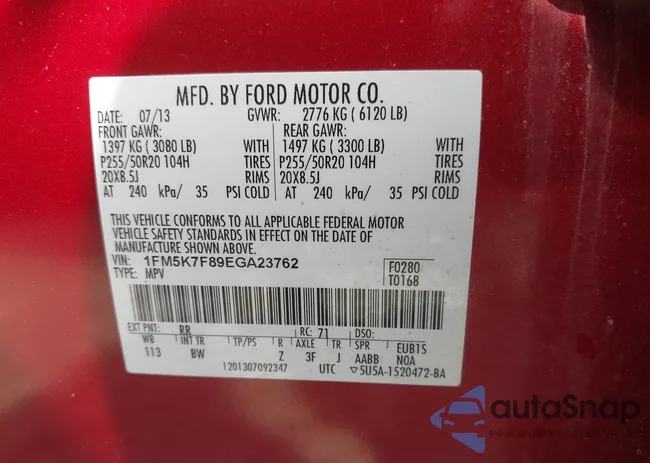 MFD. BY FORD MOTOR CO.
DATE: 07/13 GVWR: 2776 KG ( 6120 LB)
FRONT GAWR: REAR GAWR:
1397 KG ( 3080 LB) WITH 1497 KG ( 3300 LB) WITH
P255/50R20 104H TIRES P255/50R20 104H TIRES
20X8.5J RIMS 20X8.5J RIMS
AT 240 kPa/ 35 PSI COLD AT 240 kPa/ 35 PSI COLD
THIS VEHICLE CONFORMS TO ALL APPLICABLE FEDERAL MOTOR
VEHICLE SAFETY STANDARDS IN EFFECT ON THE DATE OF
MANUFACTURE SHOWN ABOVE.
VIN: 1FM5K7F89EGA23762 F0280
TYPE: MPV T0168
EXT PNT: RR RC: 71 DSO:
WB INT TR TP/PS R AXLE TR SPR EUB1S
113 BW Z 3F J AABB N0A
1201307092347 UTC ▽5U5A-1520472-BA
autoSnap